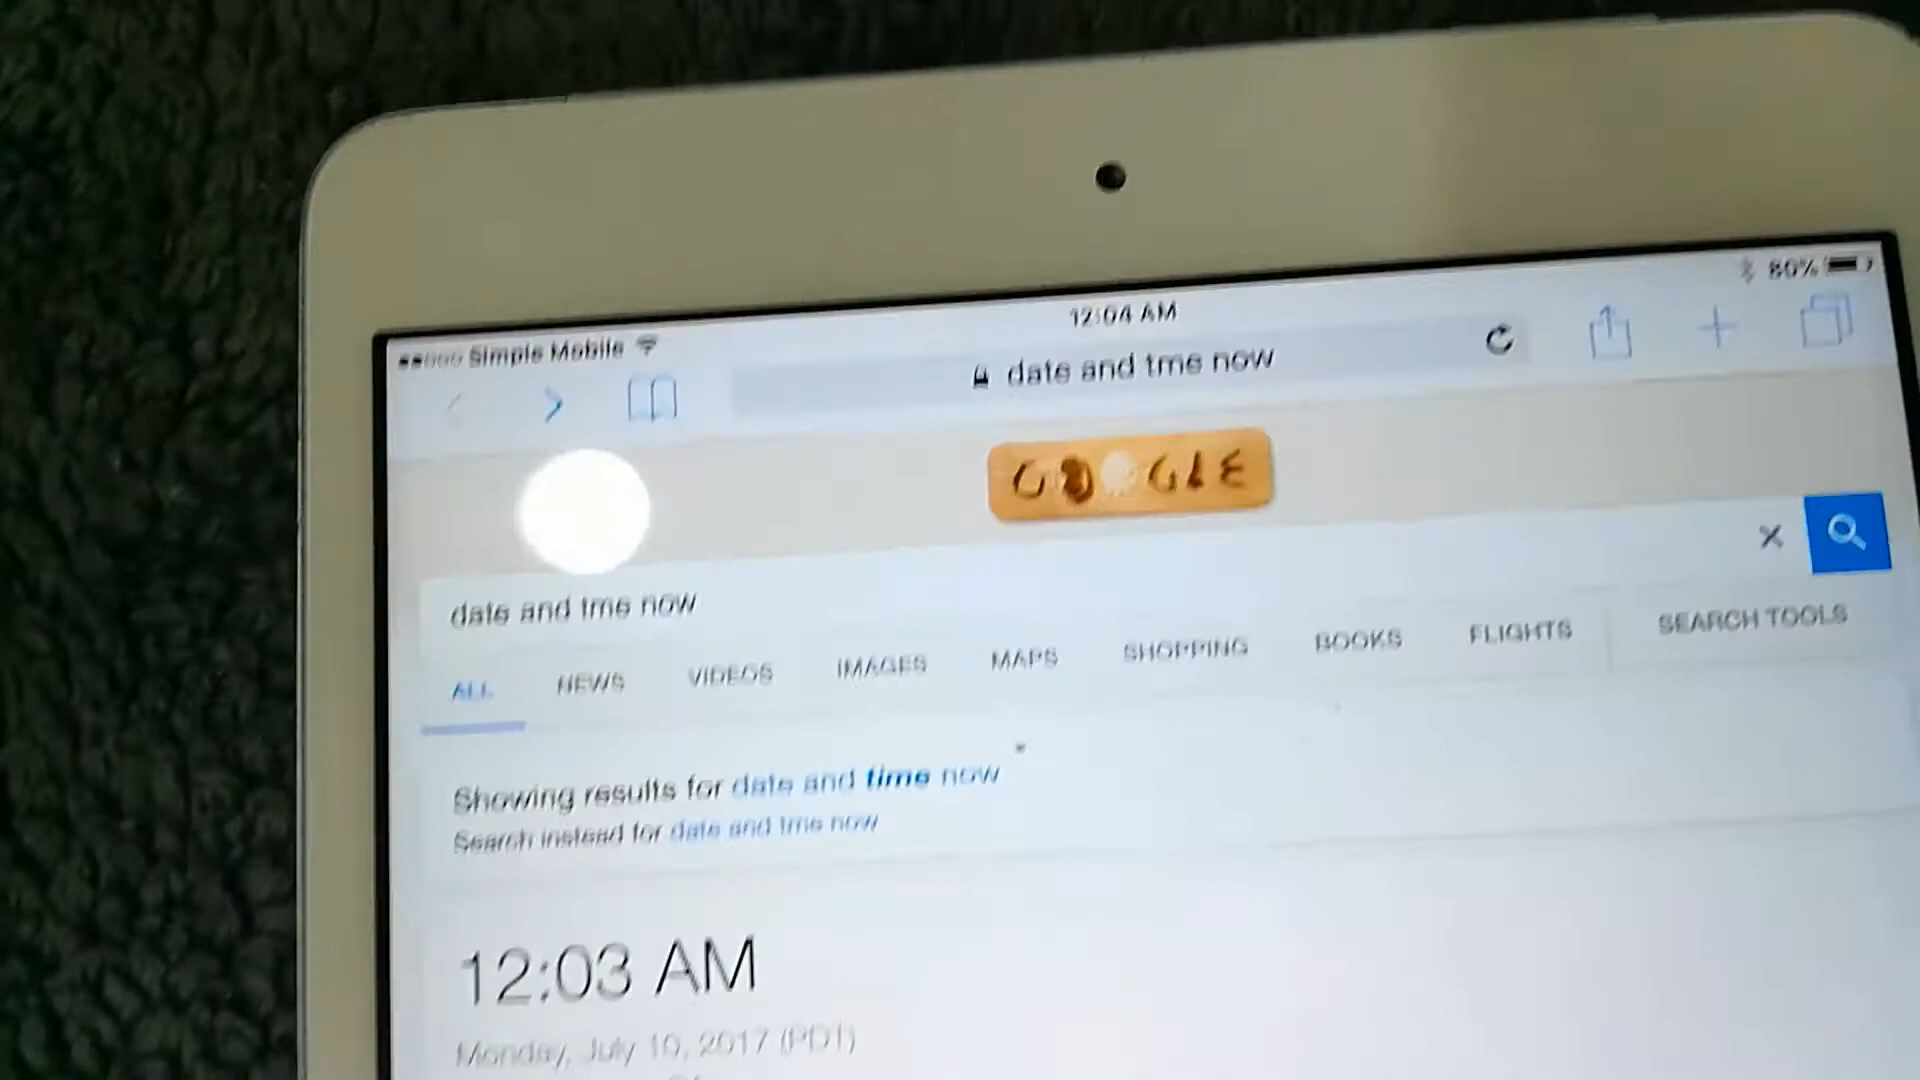 Simple Mobile
12:04 AM
80%
date and tme now
GOOGLE
date and tme now
ALL NEWS VIDEOS IMAGES MAPS SHOPPING BOOKS FLIGHTS SEARCH TOOLS
Showing results for date and time now
Search instead for date and tme now
12:03 AM
Monday, July 10, 2017 (PDT)